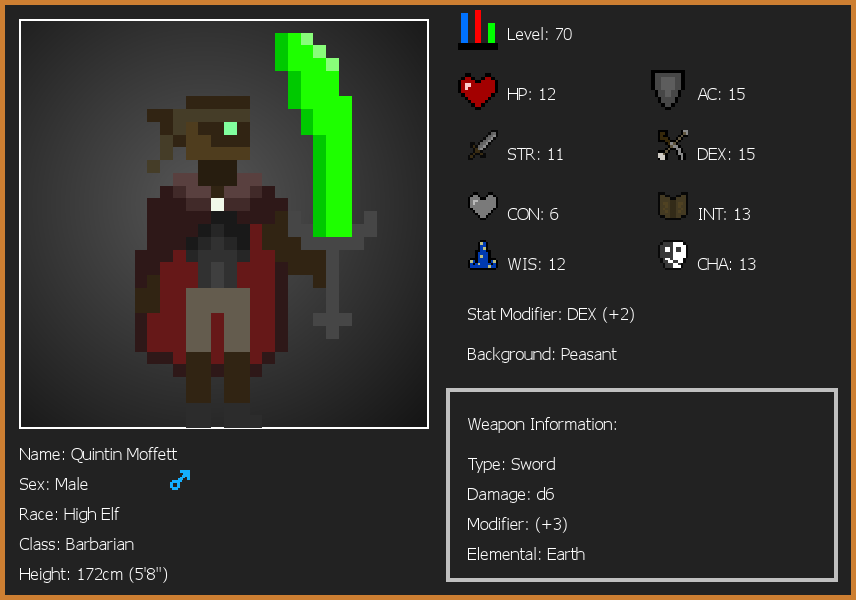 Level: 70
HP: 12
AC: 15
STR: 11
DEX: 15
CON: 6
INT: 13
WIS: 12
CHA: 13
Stat Modifier: DEX (+2)
Background: Peasant
Weapon Information:
Type: Sword
Damage: d6
Modifier: (+3)
Elemental: Earth
Name: Quintin Moffett
Sex: Male
Race: High Elf
Class: Barbarian
Height: 172cm (5'8")